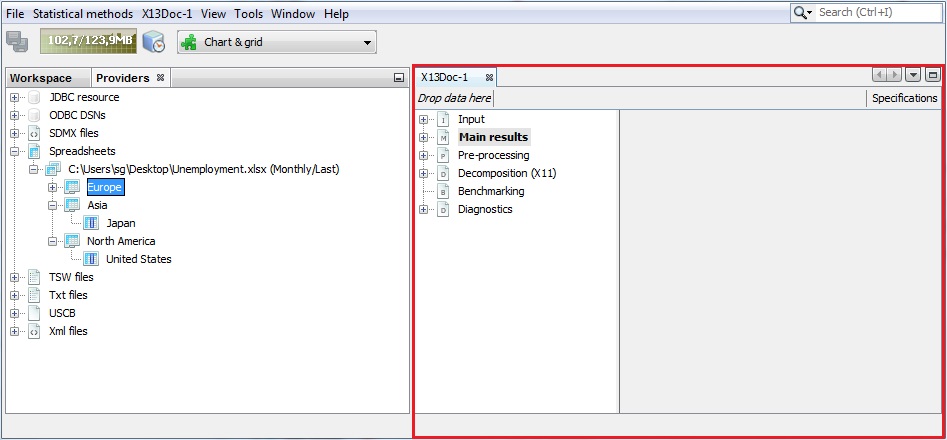 File Statistical methods X13Doc-1 View Tools Window Help
Search (Ctrl+I)
102,7/123,9MB
Chart & grid
Workspace Providers
JDBC resource
ODBC DSNs
SDMX files
Spreadsheets
C:\Users\sg\Desktop\Unemployment.xlsx (Monthly/Last)
Europe
Asia
Japan
North America
United States
TSW files
Txt files
USCB
Xml files
X13Doc-1
Drop data here
Specifications
I Input
M Main results
P Pre-processing
D Decomposition (X11)
B Benchmarking
D Diagnostics